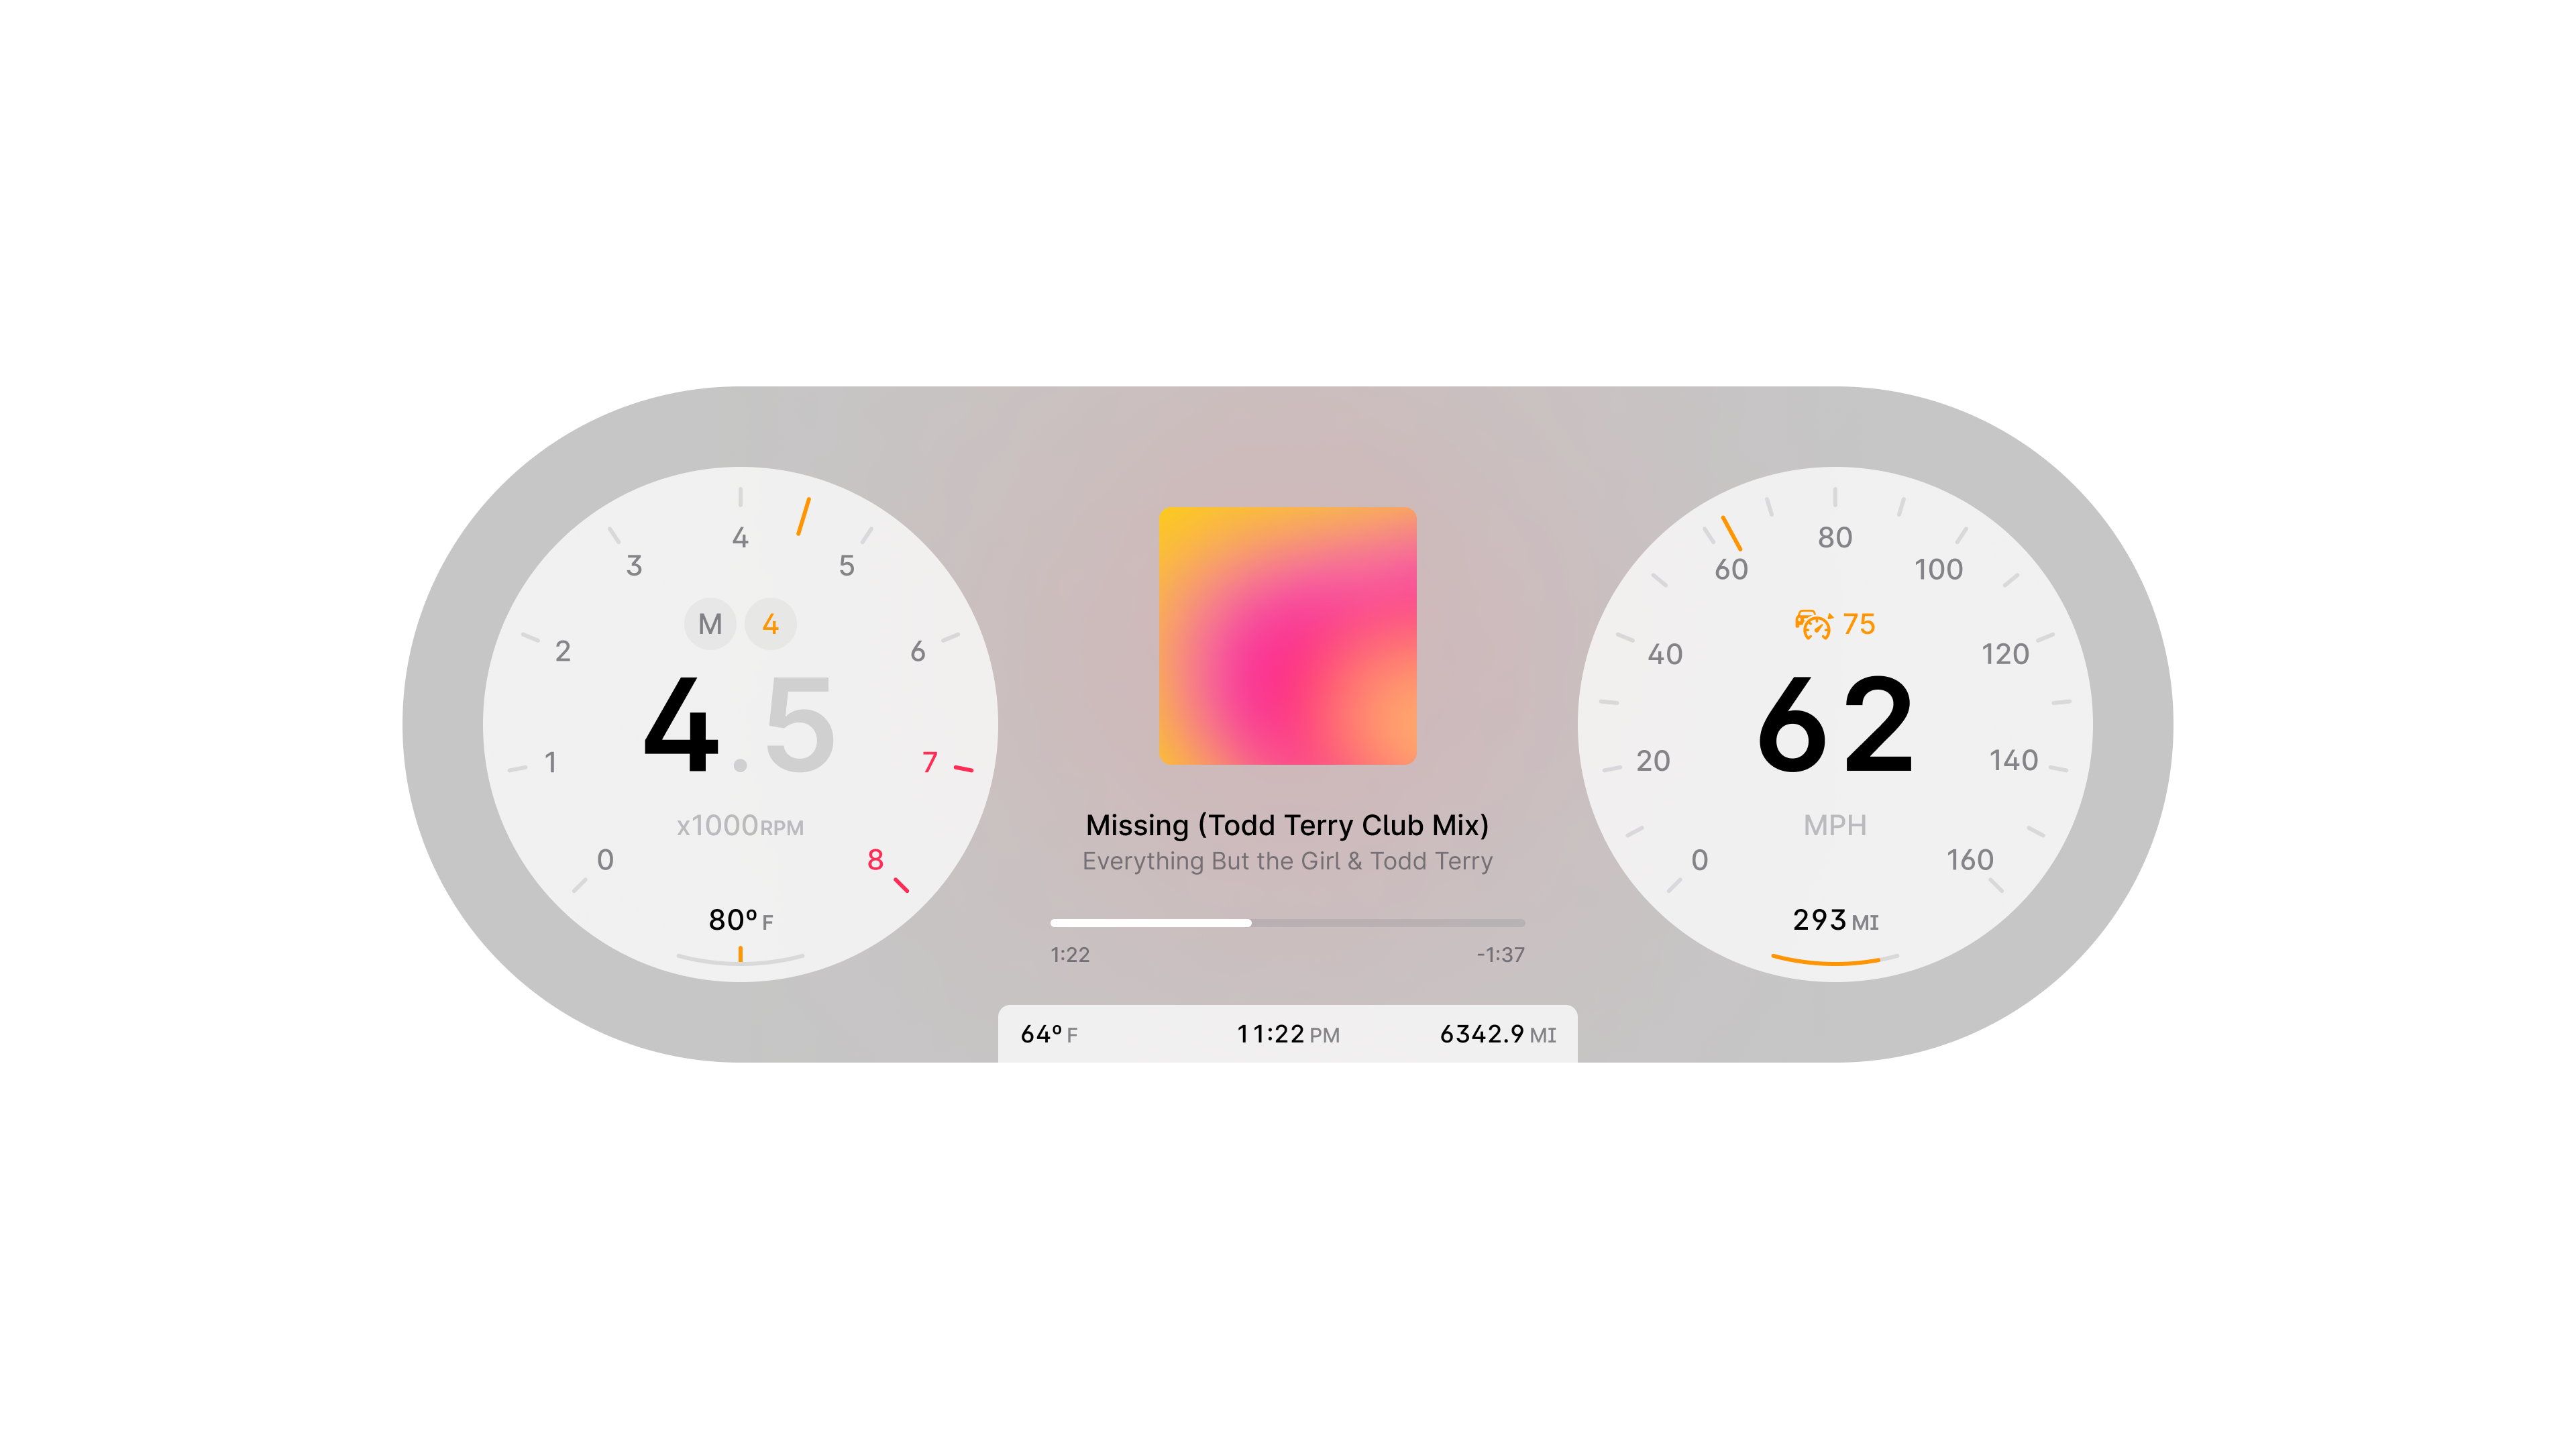 4
3
5
2
6
1
7
0
8
M 4
4.5
x1000RPM
80º F
Missing (Todd Terry Club Mix)
Everything But the Girl & Todd Terry
1:22
-1:37
64º F
11:22 PM
6342.9 MI
80
60
100
40
120
20
140
0
160
75
62
MPH
293 MI